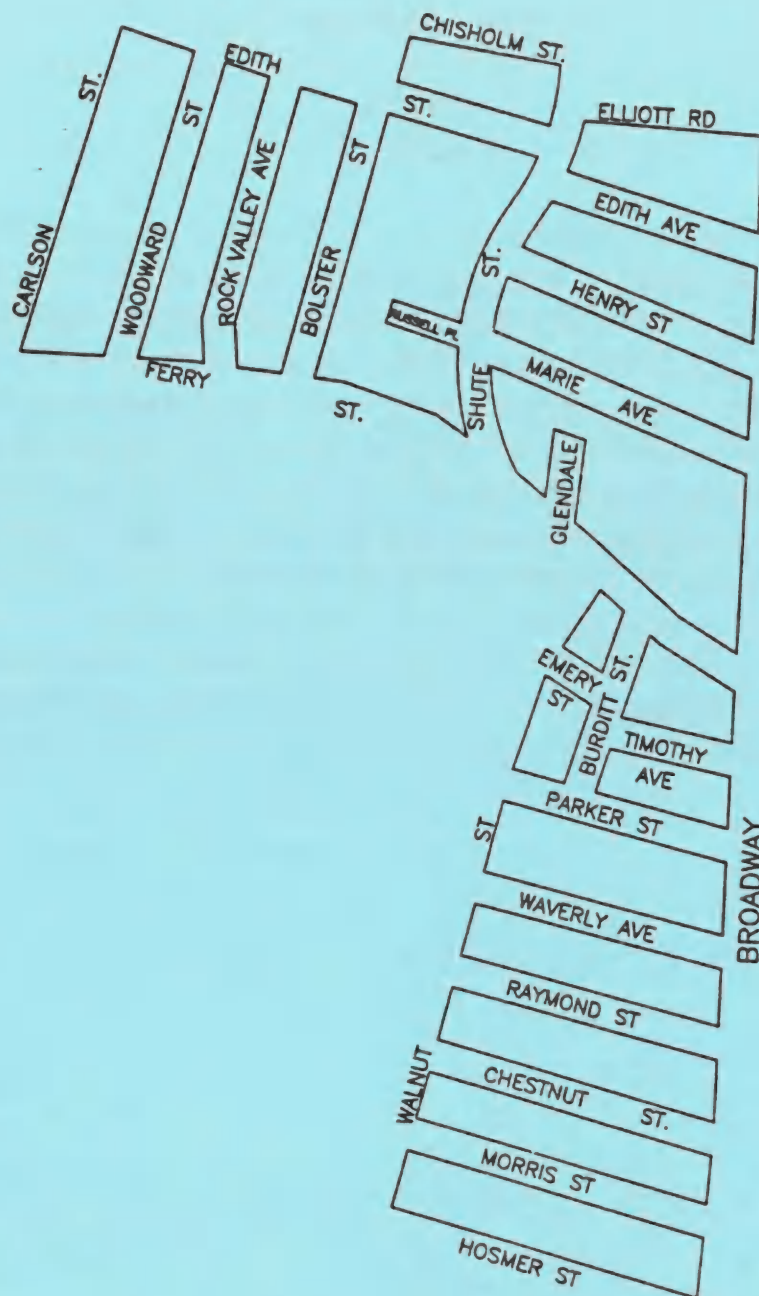 CHISHOLM ST.
EDITH ST.
ELLIOTT RD
CARLSON ST.
WOODWARD ST
ROCK VALLEY AVE
BOLSTER ST
EDITH AVE
HENRY ST
RUSSELL PL
SHUTE ST.
MARIE AVE
FERRY ST.
GLENDALE
EMERY ST
BURDITT ST.
TIMOTHY AVE
PARKER ST
WAVERLY AVE
BROADWAY
RAYMOND ST
WALNUT ST
CHESTNUT ST.
MORRIS ST
HOSMER ST